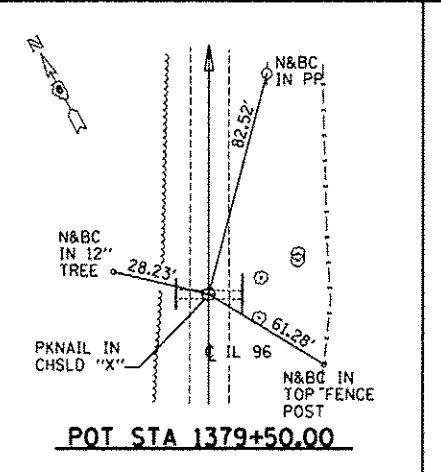 N
N&BC
IN PP
82.52'
N&BC
IN 12"
TREE
28.23'
61.28'
PKNAIL IN
CHSLD "X"
℄ IL 96
N&BC IN
TOP FENCE
POST
POT STA 1379+50.00